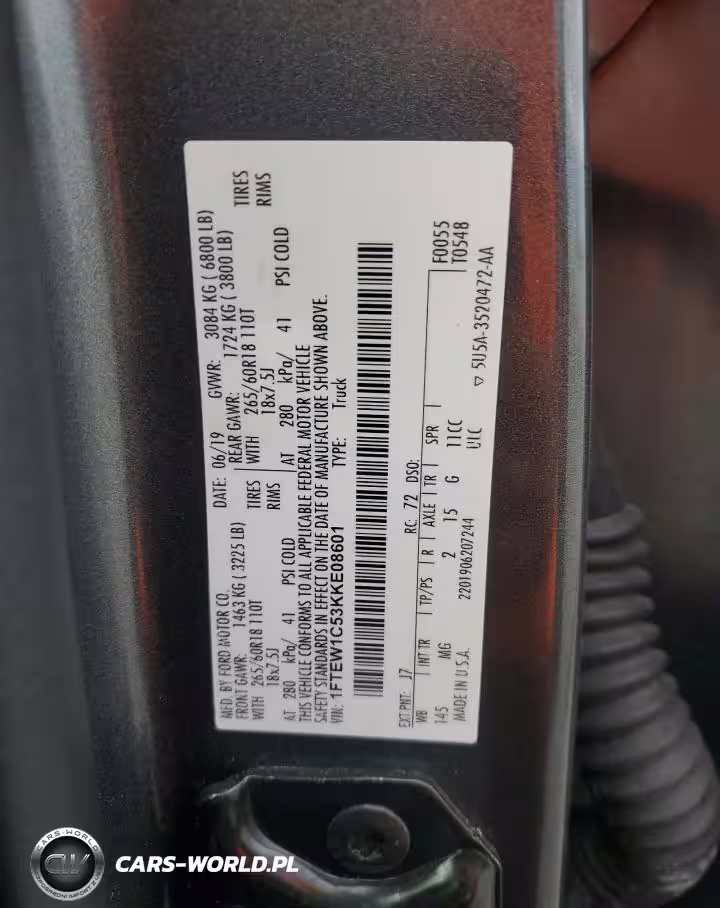 MFD. BY FORD MOTOR CO.
DATE: 06/19 GVWR: 3084 KG ( 6800 LB)
FRONT GAWR: 1463 KG ( 3225 LB) REAR GAWR: 1724 KG ( 3800 LB)
WITH 265/60R18 110T TIRES WITH 265/60R18 110T TIRES
18x7.5J RIMS 18x7.5J RIMS
AT 280 kPa/ 41 PSI COLD AT 280 kPa/ 41 PSI COLD
THIS VEHICLE CONFORMS TO ALL APPLICABLE FEDERAL MOTOR VEHICLE
SAFETY STANDARDS IN EFFECT ON THE DATE OF MANUFACTURE SHOWN ABOVE.
VIN: 1FTEW1C53KKE08601 TYPE: Truck
EXT PNT: J7 RC: 72 DSO: F0055
WB INT TR TP/PS R AXLE TR SPR T0548
145 MG 2 15 G 11CC
MADE IN U.S.A. 2201906207244 UIC
▽ 5U5A-3520472-AA
CARS-WORLD
CW
CARS-WORLD.PL